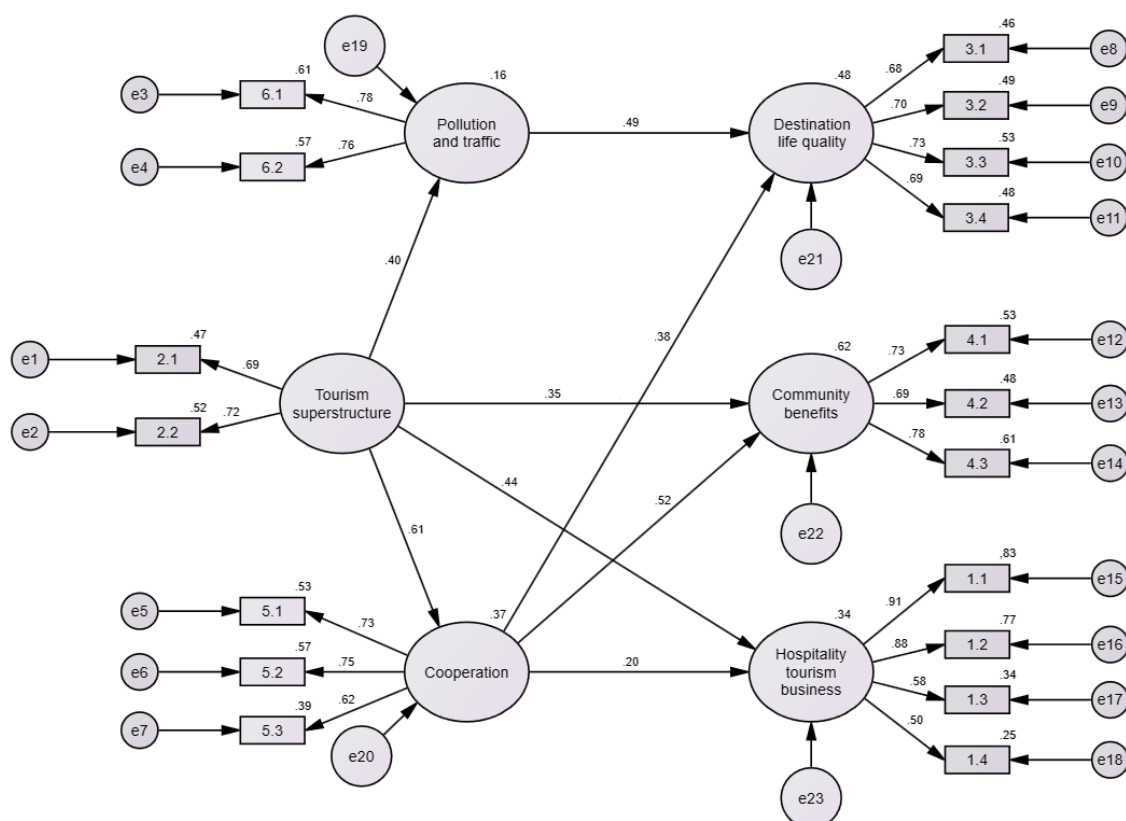 e19
.61
.16
e3
6.1
.78
Pollution
and traffic
.57
e4
6.2
.76
.49
.48
Destination
life quality
.46
.68
3.1
e8
.49
.70
3.2
e9
.53
.73
3.3
e10
.69
.48
3.4
e11
e21
.40
.38
.47
e1
2.1
.69
.52
e2
2.2
.72
Tourism
superstructure
.35
.62
Community
benefits
.53
.73
4.1
e12
.48
.69
4.2
e13
.61
.78
4.3
e14
e22
.44
.52
.61
.53
e5
5.1
.73
.57
e6
5.2
.75
.39
e7
5.3
.62
.37
Cooperation
e20
.20
.34
Hospitality
tourism
business
,83
.91
1.1
e15
.77
.88
1.2
e16
.34
.58
1.3
e17
.50
.25
1.4
e18
e23